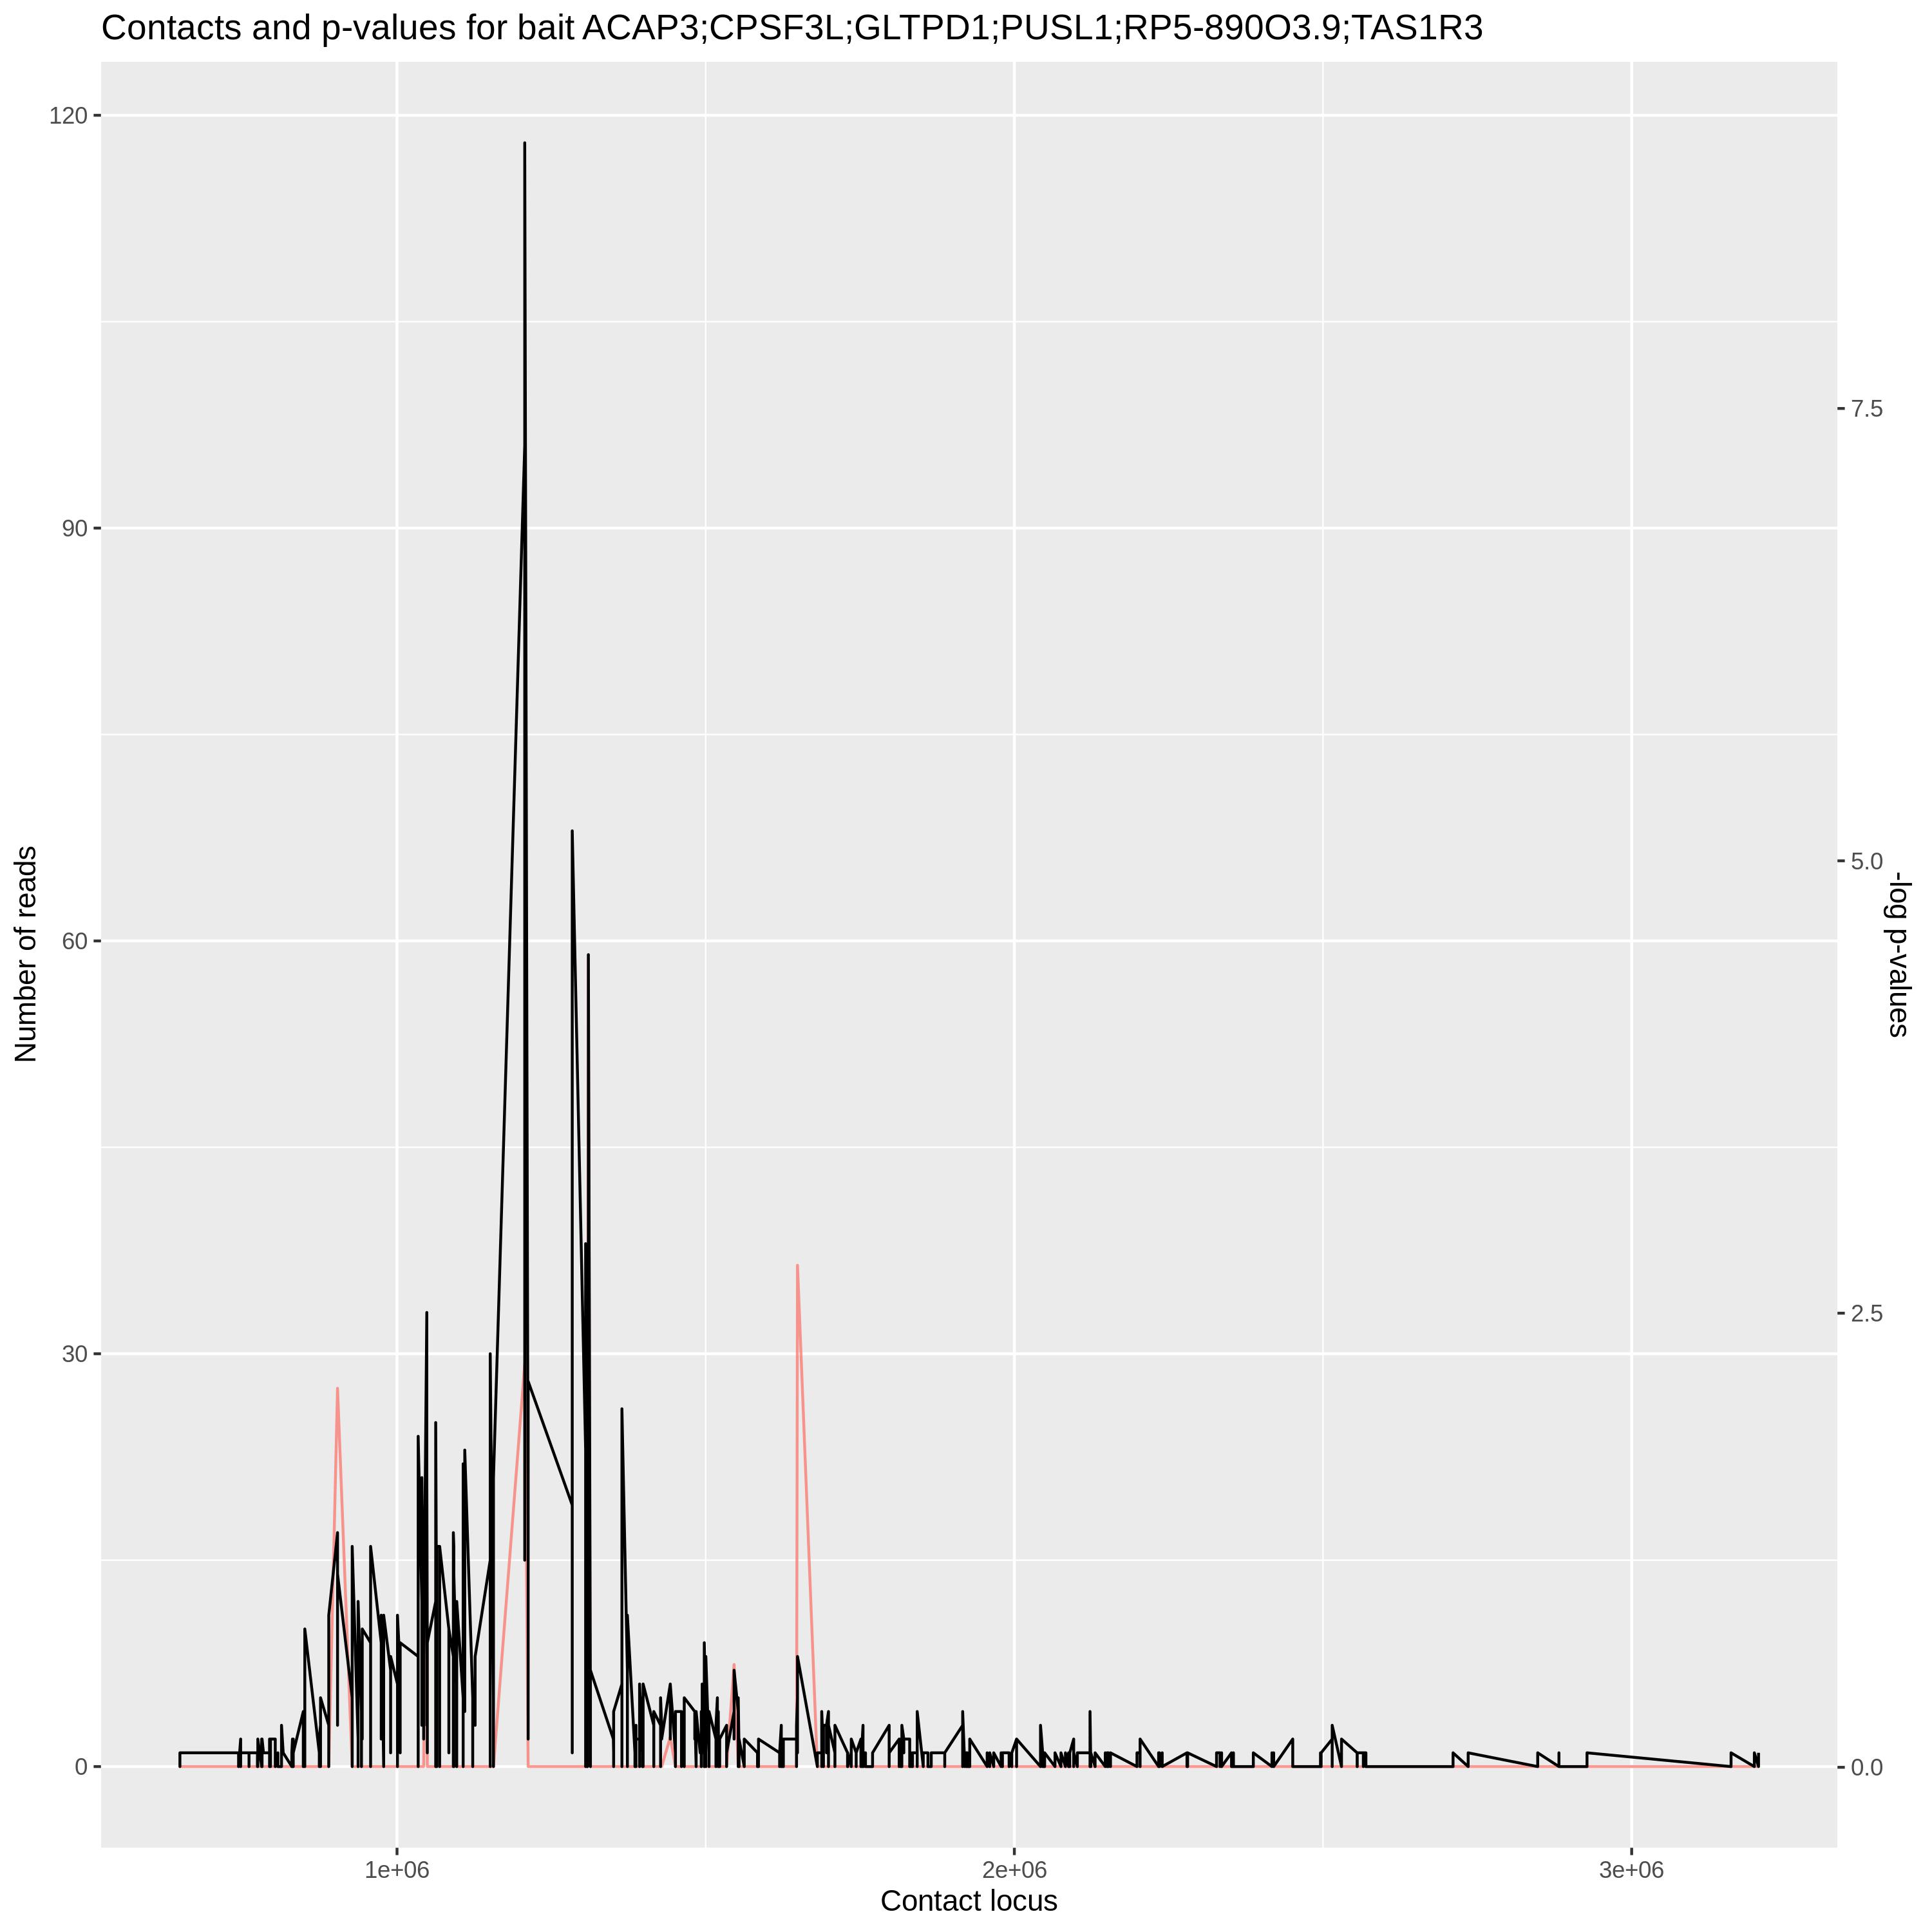 Contacts and p-values for bait ACAP3;CPSF3L;GLTPD1;PUSL1;RP5-890O3.9;TAS1R3
120
90
60
30
0
Number of reads
7.5
5.0
2.5
0.0
-log p-values
1e+06
2e+06
3e+06
Contact locus